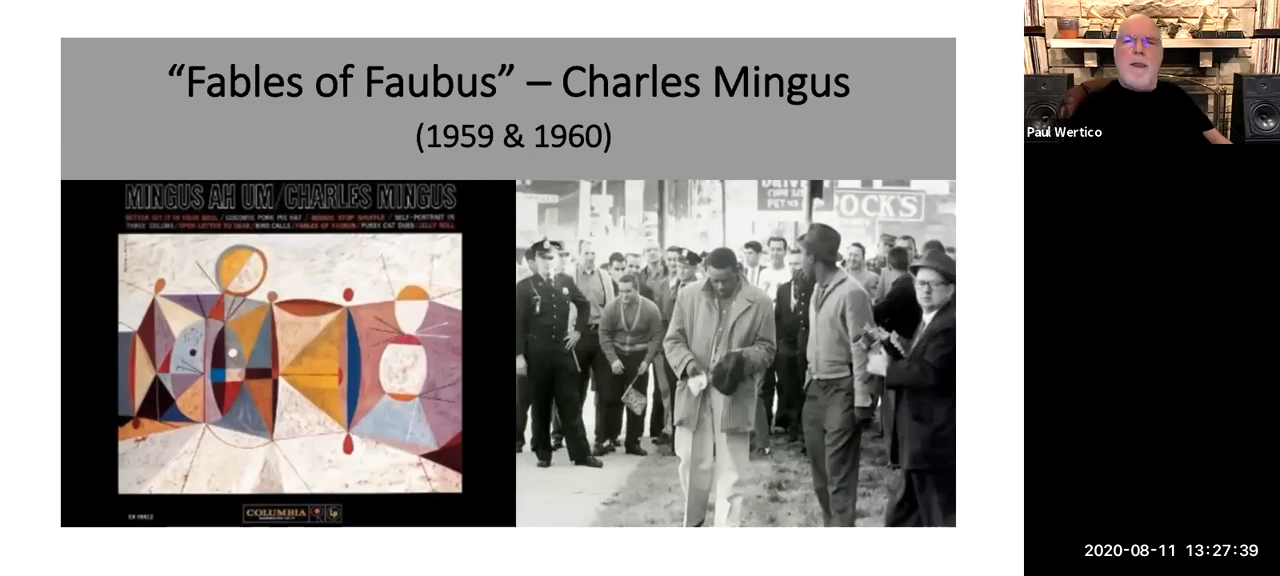 “Fables of Faubus” – Charles Mingus
(1959 & 1960)
MINGUS AH UM/CHARLES MINGUS
BETTER GIT IT IN YOUR SOUL / GOODBYE PORK PIE HAT / BOOGIE STOP SHUFFLE / SELF-PORTRAIT IN
THREE COLORS / OPEN LETTER TO DUKE / BIRD CALLS / FABLES OF FAUBUS / PUSSY CAT DUES / JELLY ROLL
COLUMBIA
OCK'S
Paul Wertico
2020-08-11 13:27:39